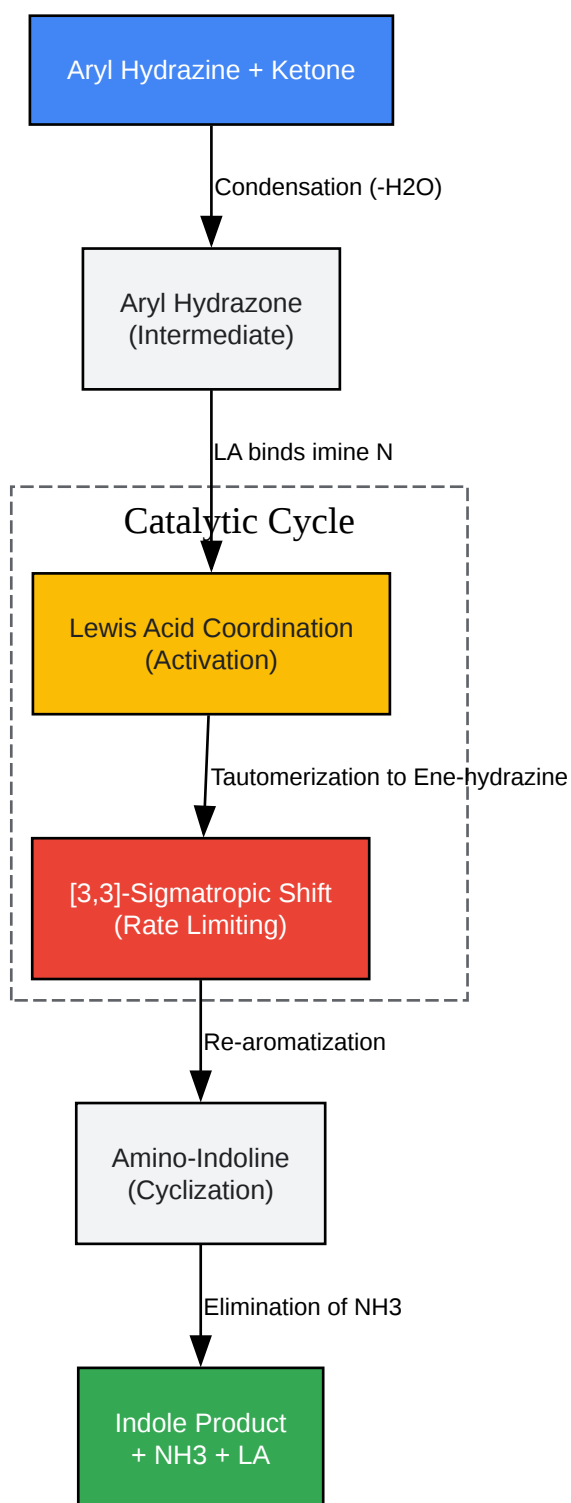 Aryl Hydrazine + Ketone
Condensation (-H2O)
Aryl Hydrazone
(Intermediate)
LA binds imine N
Catalytic Cycle
Lewis Acid Coordination
(Activation)
Tautomerization to Ene-hydrazine
[3,3]-Sigmatropic Shift
(Rate Limiting)
Re-aromatization
Amino-Indoline
(Cyclization)
Elimination of NH3
Indole Product
+ NH3 + LA